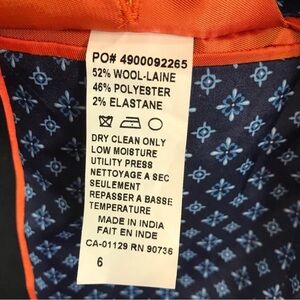 PO# 4900092265
52% WOOL-LAINE
46% POLYESTER
2% ELASTANE
DRY CLEAN ONLY
LOW MOISTURE
UTILITY PRESS
NETTOYAGE A SEC
SEULEMENT
REPASSER A BASSE
TEMPERATURE
MADE IN INDIA
FAIT EN INDE
CA-01129 RN 90736
6